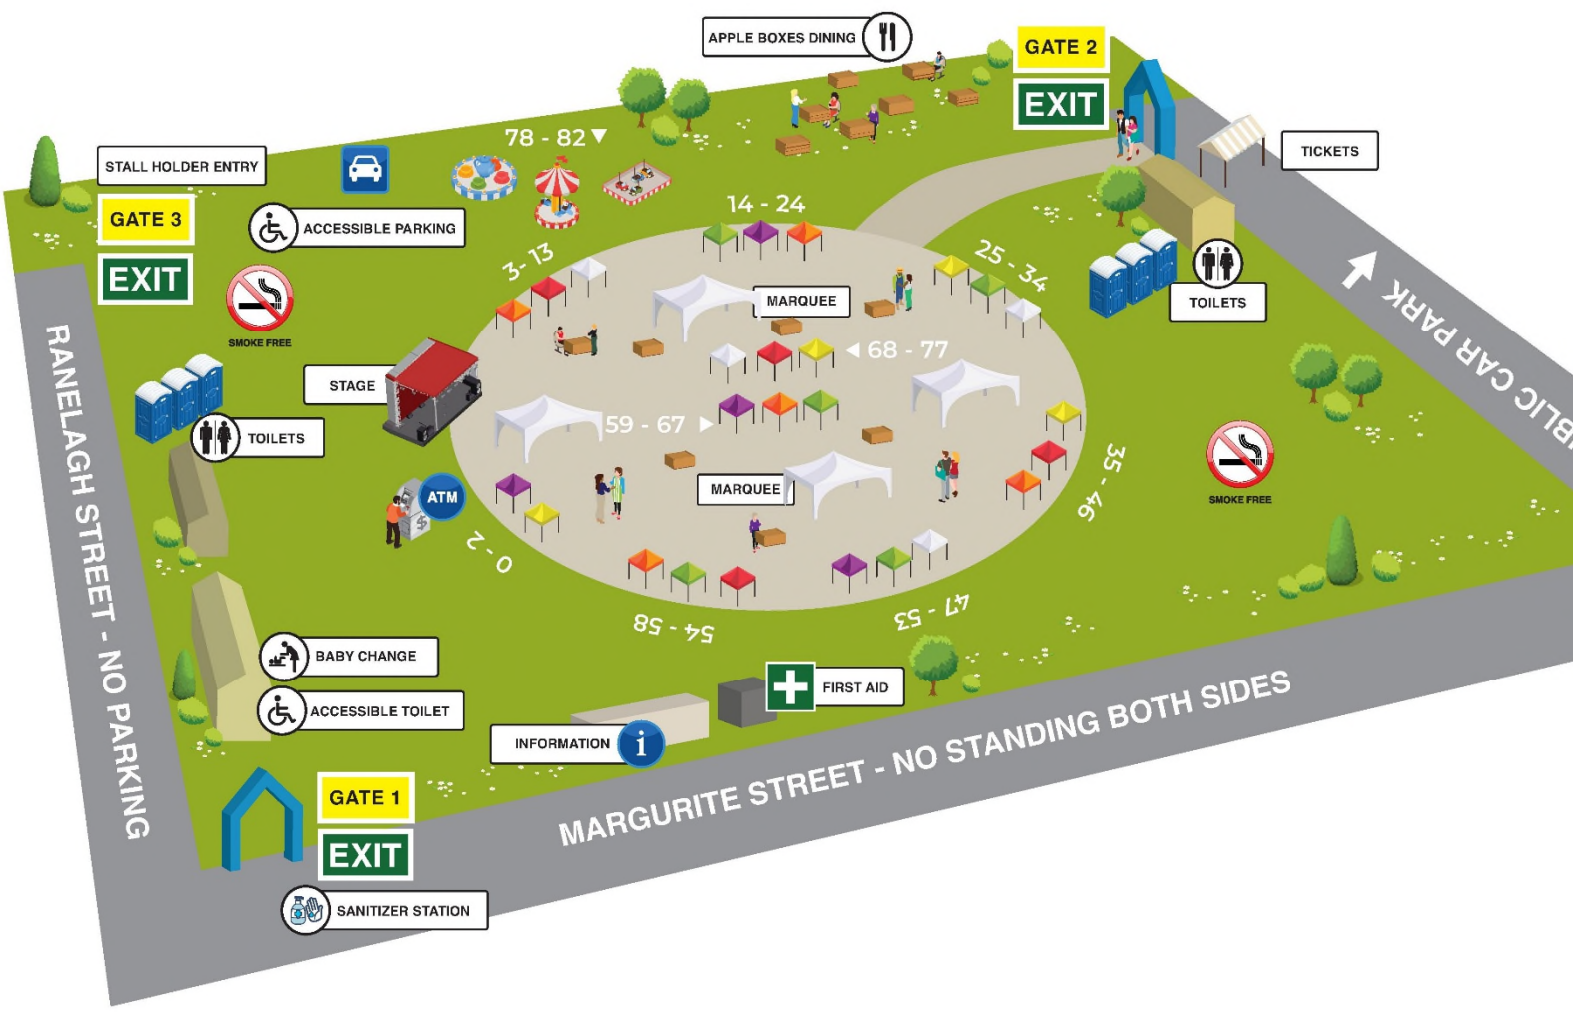 APPLE BOXES DINING
GATE 2
EXIT
78 - 82
TICKETS
STALL HOLDER ENTRY
GATE 3
EXIT
ACCESSIBLE PARKING
14 - 24
3- 13
25 - 34
TOILETS
MARQUEE
SMOKE FREE
PUBLIC CAR PARK
68 - 77
STAGE
59 - 67
TOILETS
RANELAGH STREET - NO PARKING
MARQUEE
ATM
$
35 - 46
SMOKE FREE
0 - 2
54 - 58
47 - 53
BABY CHANGE
ACCESSIBLE TOILET
FIRST AID
INFORMATION i
MARGURITE STREET - NO STANDING BOTH SIDES
GATE 1
EXIT
SANITIZER STATION